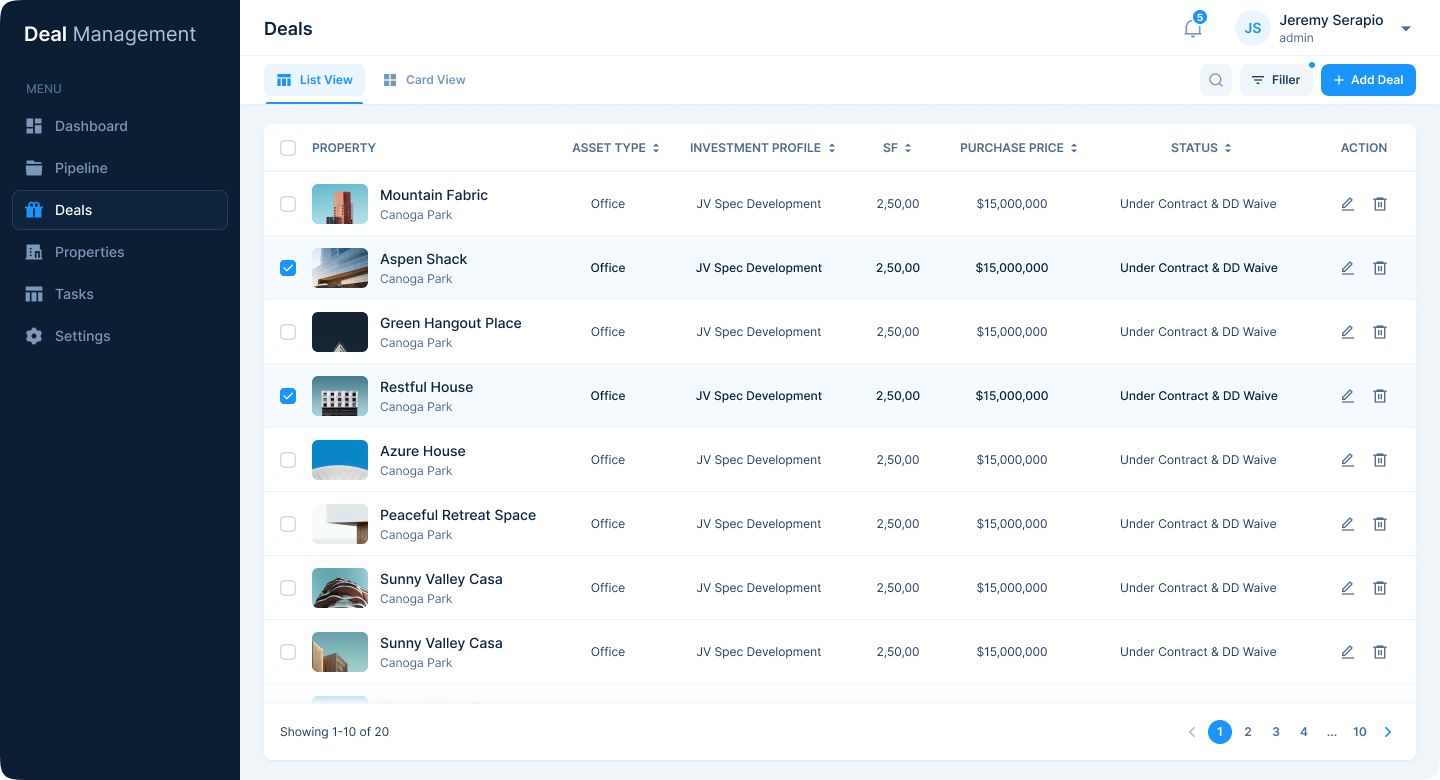 Deal Management
MENU
Dashboard
Pipeline
Deals
Properties
Tasks
Settings
Deals
5
JS
Jeremy Serapio
admin
List View
Card View
Filler
Add Deal
PROPERTY ASSET TYPE INVESTMENT PROFILE SF PURCHASE PRICE STATUS ACTION
Mountain Fabric
Canoga Park
Office JV Spec Development 2,50,00 $15,000,000 Under Contract & DD Waive
Aspen Shack
Canoga Park
Office JV Spec Development 2,50,00 $15,000,000 Under Contract & DD Waive
Green Hangout Place
Canoga Park
Office JV Spec Development 2,50,00 $15,000,000 Under Contract & DD Waive
Restful House
Canoga Park
Office JV Spec Development 2,50,00 $15,000,000 Under Contract & DD Waive
Azure House
Canoga Park
Office JV Spec Development 2,50,00 $15,000,000 Under Contract & DD Waive
Peaceful Retreat Space
Canoga Park
Office JV Spec Development 2,50,00 $15,000,000 Under Contract & DD Waive
Sunny Valley Casa
Canoga Park
Office JV Spec Development 2,50,00 $15,000,000 Under Contract & DD Waive
Sunny Valley Casa
Canoga Park
Office JV Spec Development 2,50,00 $15,000,000 Under Contract & DD Waive
Showing 1-10 of 20
1 2 3 4 ... 10